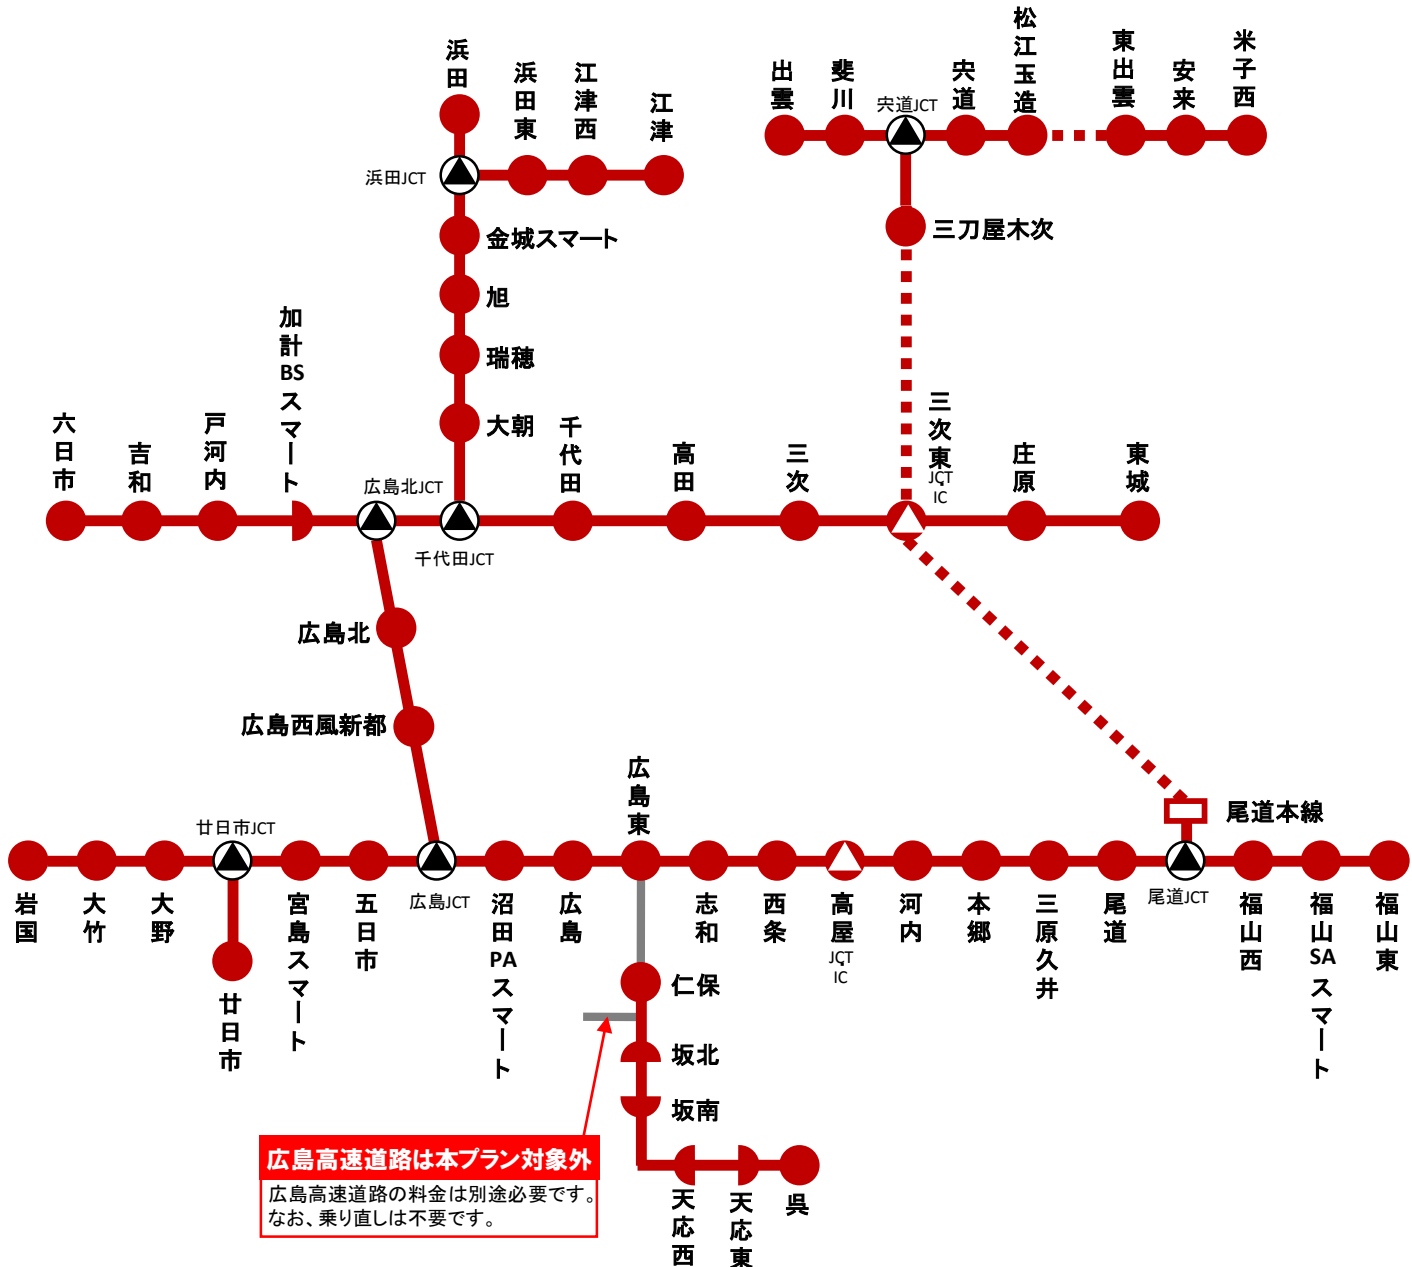 浜田
浜田東
江津西
江津
浜田JCT
金城スマート
旭
瑞穂
大朝
出雲
斐川
宍道JCT
宍道
松江玉造
東出雲
安来
米子西
三刀屋木次
六日市
吉和
戸河内
加計BSスマート
広島北JCT
千代田JCT
千代田
高田
三次
三次東
JCT・
IC
庄原
東城
広島北
広島西風新都
広島東
尾道本線
廿日市JCT
岩国
大竹
大野
廿日市
宮島スマート
五日市
広島JCT
沼田PAスマート
広島
志和
西条
高屋
JCT・
IC
河内
本郷
三原久井
尾道
尾道JCT
福山西
福山SAスマート
福山東
仁保
坂北
坂南
天応西
天応東
呉
広島高速道路は本プラン対象外
広島高速道路の料金は別途必要です。
なお、乗り直しは不要です。